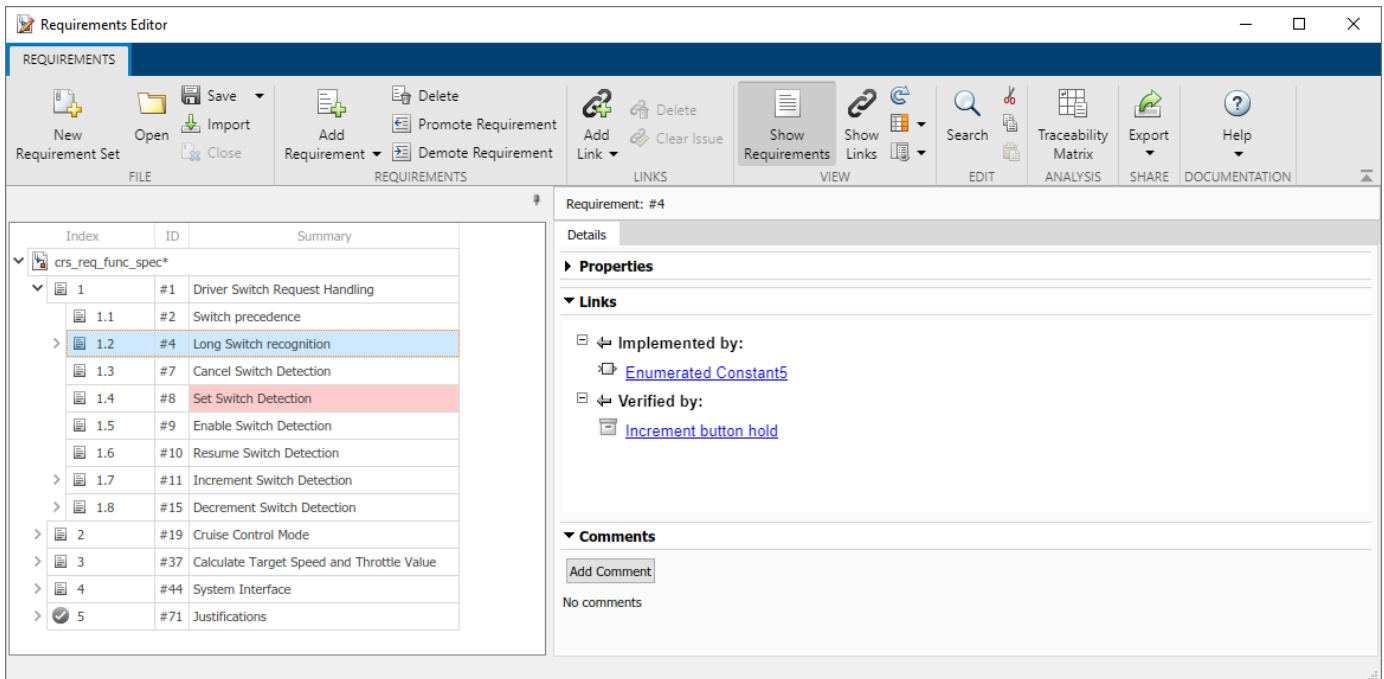 Requirements Editor
REQUIREMENTS
New
Requirement Set
Open
Save
Import
Close
FILE
Add
Requirement
Delete
Promote Requirement
Demote Requirement
REQUIREMENTS
Add
Link
Delete
Clear Issue
LINKS
Show
Requirements
Show
Links
VIEW
Search
EDIT
Traceability
Matrix
ANALYSIS
Export
SHARE
Help
DOCUMENTATION
Index ID Summary
crs_req_func_spec*
1 #1 Driver Switch Request Handling
1.1 #2 Switch precedence
1.2 #4 Long Switch recognition
1.3 #7 Cancel Switch Detection
1.4 #8 Set Switch Detection
1.5 #9 Enable Switch Detection
1.6 #10 Resume Switch Detection
1.7 #11 Increment Switch Detection
1.8 #15 Decrement Switch Detection
2 #19 Cruise Control Mode
3 #37 Calculate Target Speed and Throttle Value
4 #44 System Interface
5 #71 Justifications
Requirement: #4
Details
Properties
Links
Implemented by:
Enumerated Constant5
Verified by:
Increment button hold
Comments
Add Comment
No comments